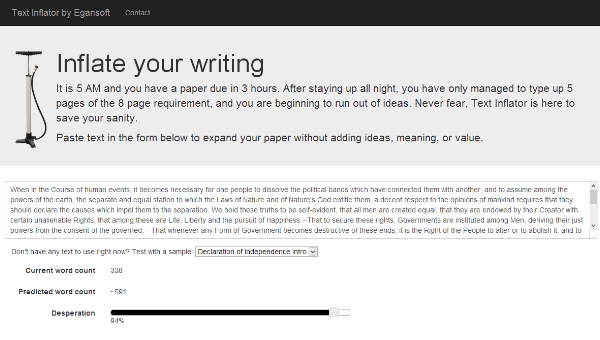 Text Inflator by Egansoft Contact
Inflate your writing
It is 5 AM and you have a paper due in 3 hours. After staying up all night, you have only managed to type up 5
pages of the 8 page requirement, and you are beginning to run out of ideas. Never fear, Text Inflator is here to
save your sanity.
Paste text in the form below to expand your paper without adding ideas, meaning, or value.
When in the Course of human events, it becomes necessary for one people to dissolve the political bands which have connected them with another, and to assume among the
powers of the earth, the separate and equal station to which the Laws of Nature and of Nature's God entitle them, a decent respect to the opinions of mankind requires that they
should declare the causes which impel them to the separation. We hold these truths to be self-evident, that all men are created equal, that they are endowed by their Creator with
certain unalienable Rights, that among these are Life, Liberty and the pursuit of Happiness.--That to secure these rights, Governments are instituted among Men, deriving their just
powers from the consent of the governed, --That whenever any Form of Government becomes destructive of these ends, it is the Right of the People to alter or to abolish it, and to
Don't have any text to use right now? Test with a sample: Declaration of Independence Intro
Current word count 338
Predicted word count ~591
Desperation
94%